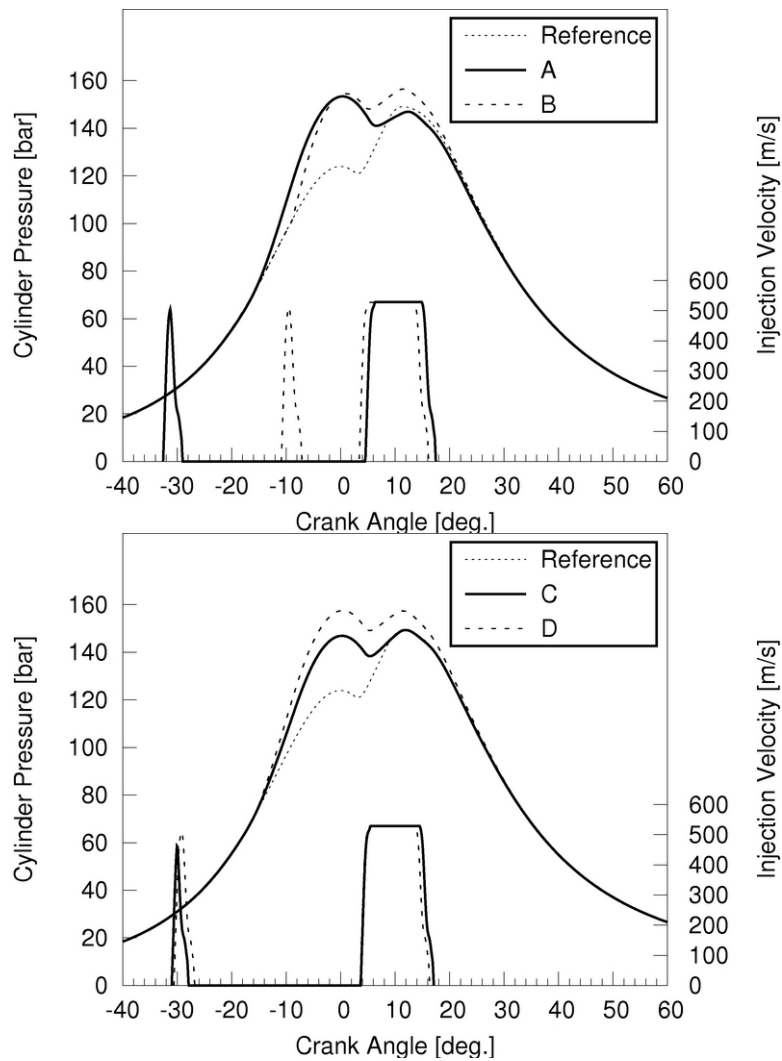 Reference
A
B
Cylinder Pressure [bar]
160
140
120
100
80
60
40
20
0
Injection Velocity [m/s]
600
500
400
300
200
100
0
-40 -30 -20 -10 0 10 20 30 40 50 60
Crank Angle [deg.]
Reference
C
D
Cylinder Pressure [bar]
160
140
120
100
80
60
40
20
0
Injection Velocity [m/s]
600
500
400
300
200
100
0
-40 -30 -20 -10 0 10 20 30 40 50 60
Crank Angle [deg.]